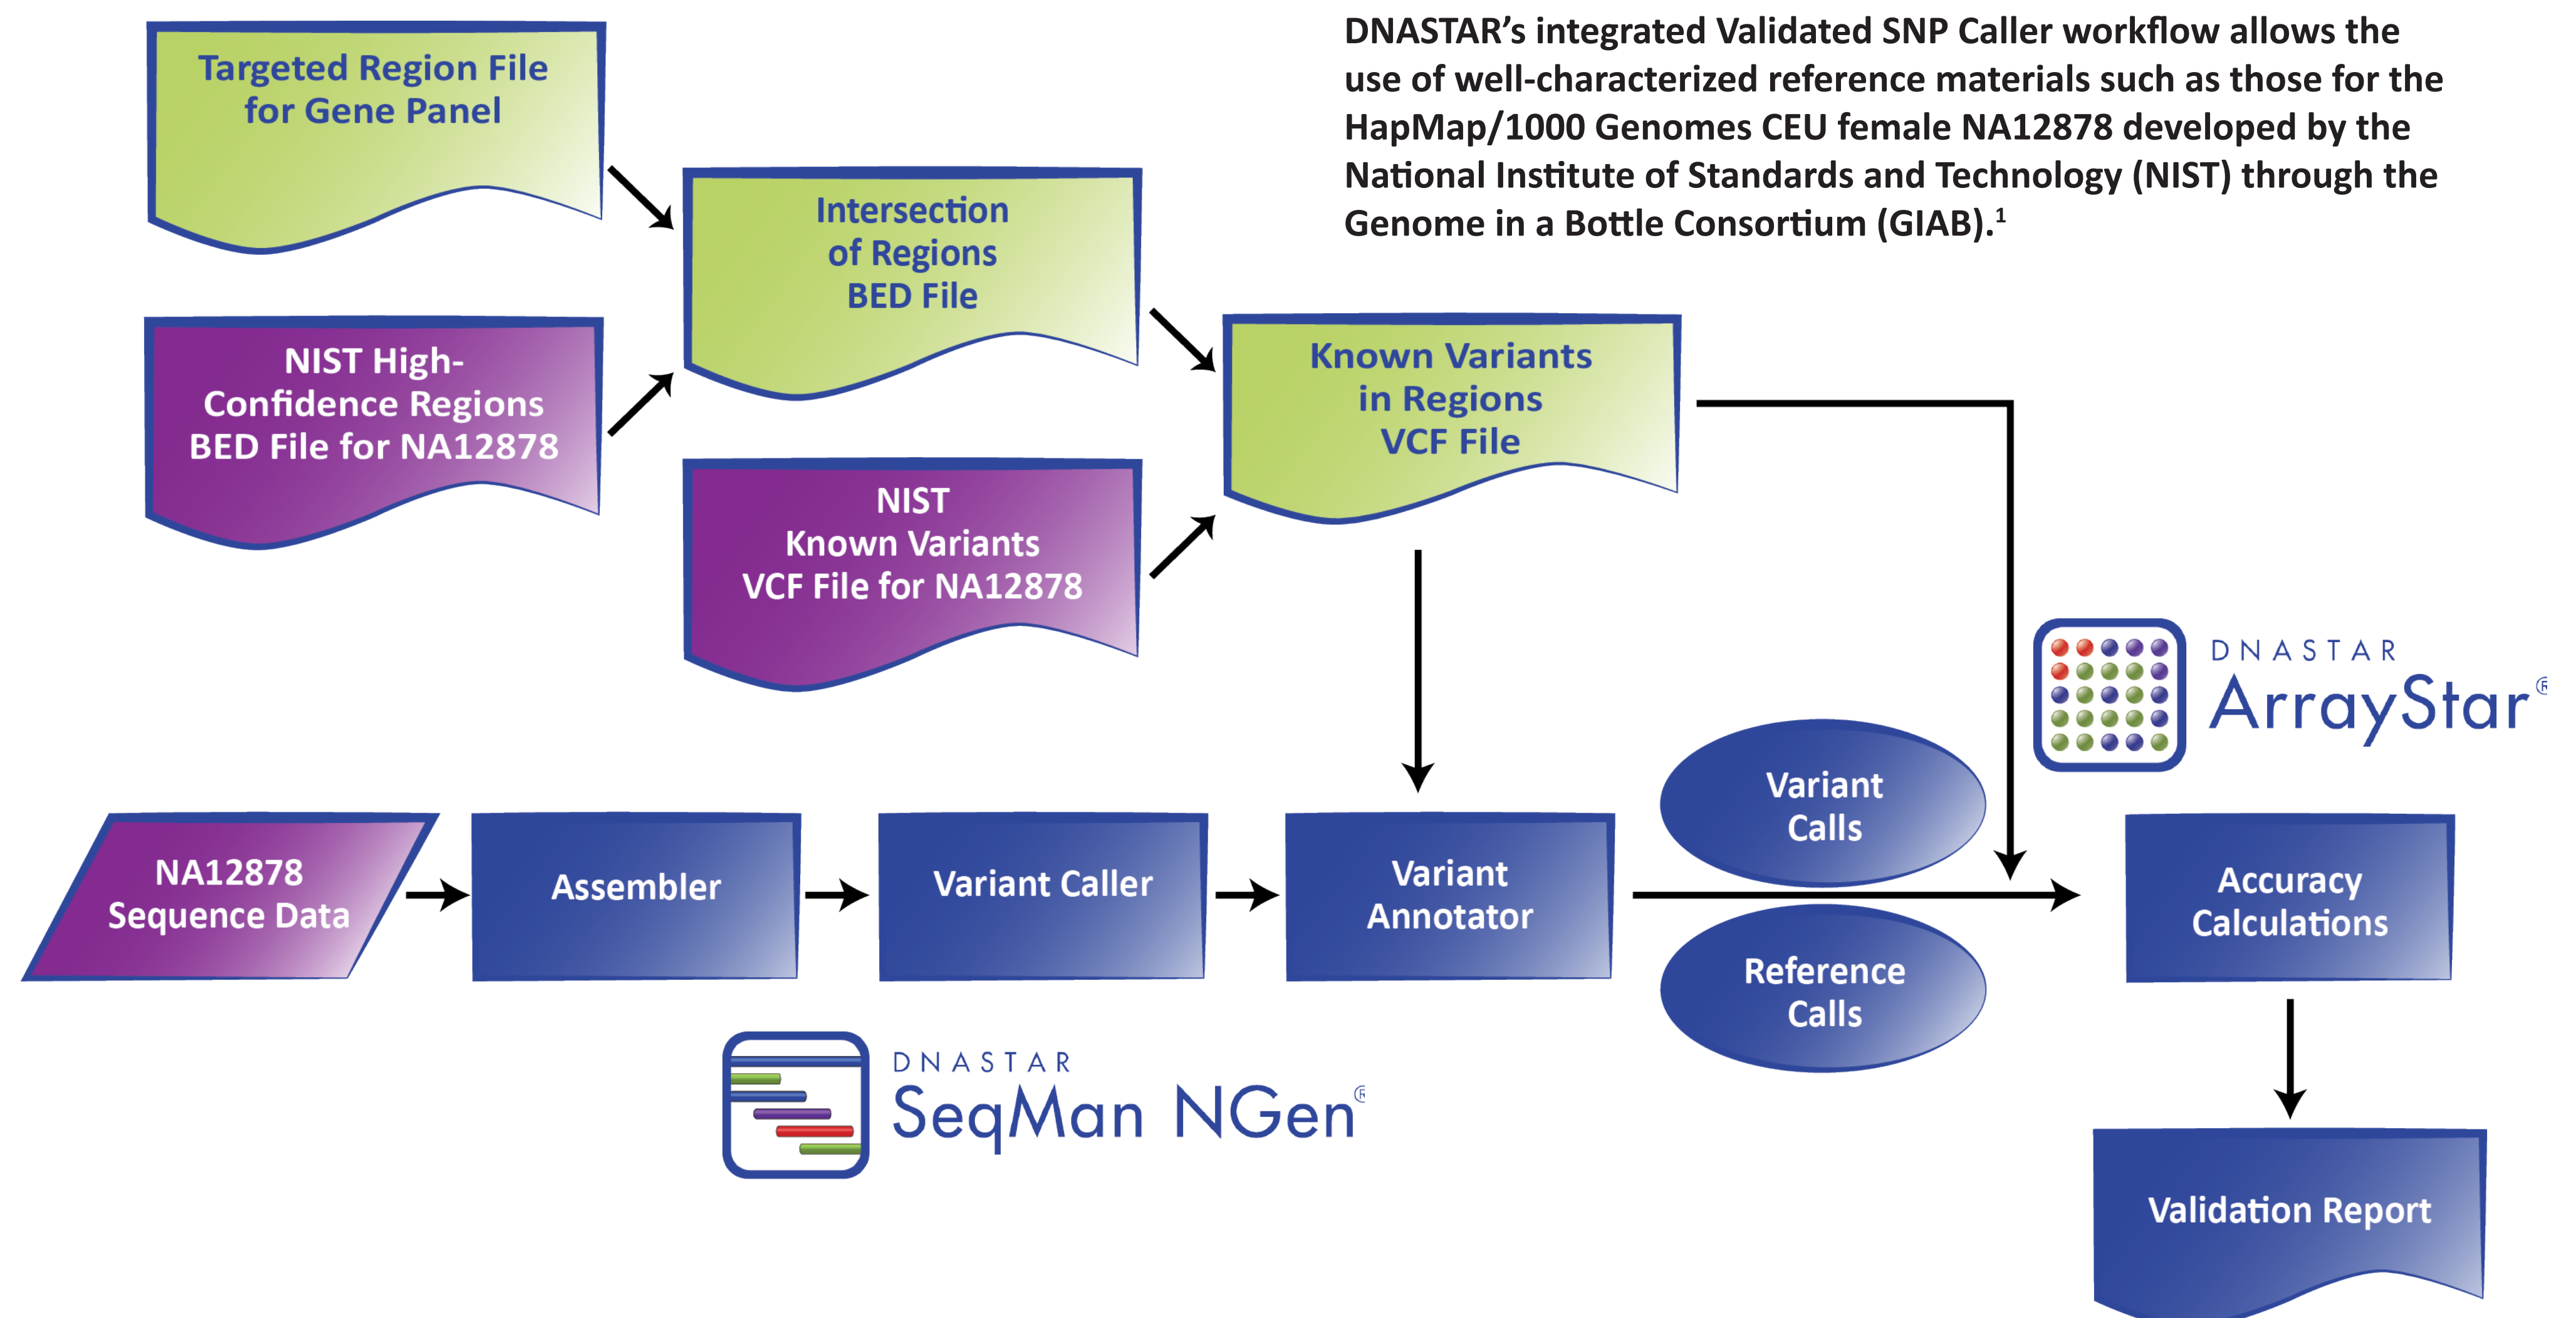 DNASTAR’s integrated Validated SNP Caller workflow allows the
use of well-characterized reference materials such as those for the
HapMap/1000 Genomes CEU female NA12878 developed by the
National Institute of Standards and Technology (NIST) through the
Genome in a Bottle Consortium (GIAB).¹
Targeted Region File
for Gene Panel
Intersection
of Regions
BED File
NIST High-
Confidence Regions
BED File for NA12878
Known Variants
in Regions
VCF File
NIST
Known Variants
VCF File for NA12878
DNASTAR
ArrayStar®
Variant
Calls
NA12878
Sequence Data
Assembler
Variant Caller
Variant
Annotator
Accuracy
Calculations
Reference
Calls
DNASTAR
SeqMan NGen®
Validation Report